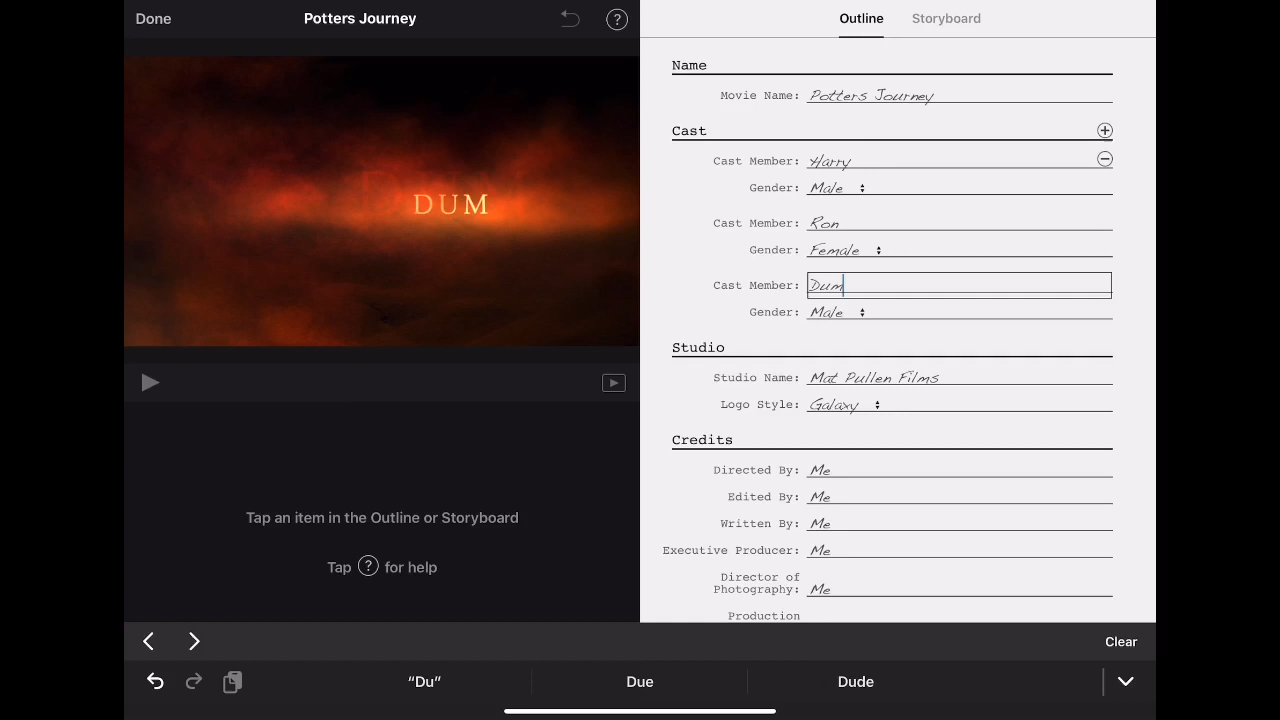 Done
Potters Journey
?
DUM
Tap an item in the Outline or Storyboard
Tap ? for help
Outline
Storyboard
Name
Movie Name: Potters Journey
Cast
Cast Member: Harry
Gender: Male
Cast Member: Ron
Gender: Female
Cast Member: Dum
Gender: Male
Studio
Studio Name: Mat Pullen Films
Logo Style: Galaxy
Credits
Directed By: Me
Edited By: Me
Written By: Me
Executive Producer: Me
Director of
Photography: Me
Production
Clear
“Du”
Due
Dude